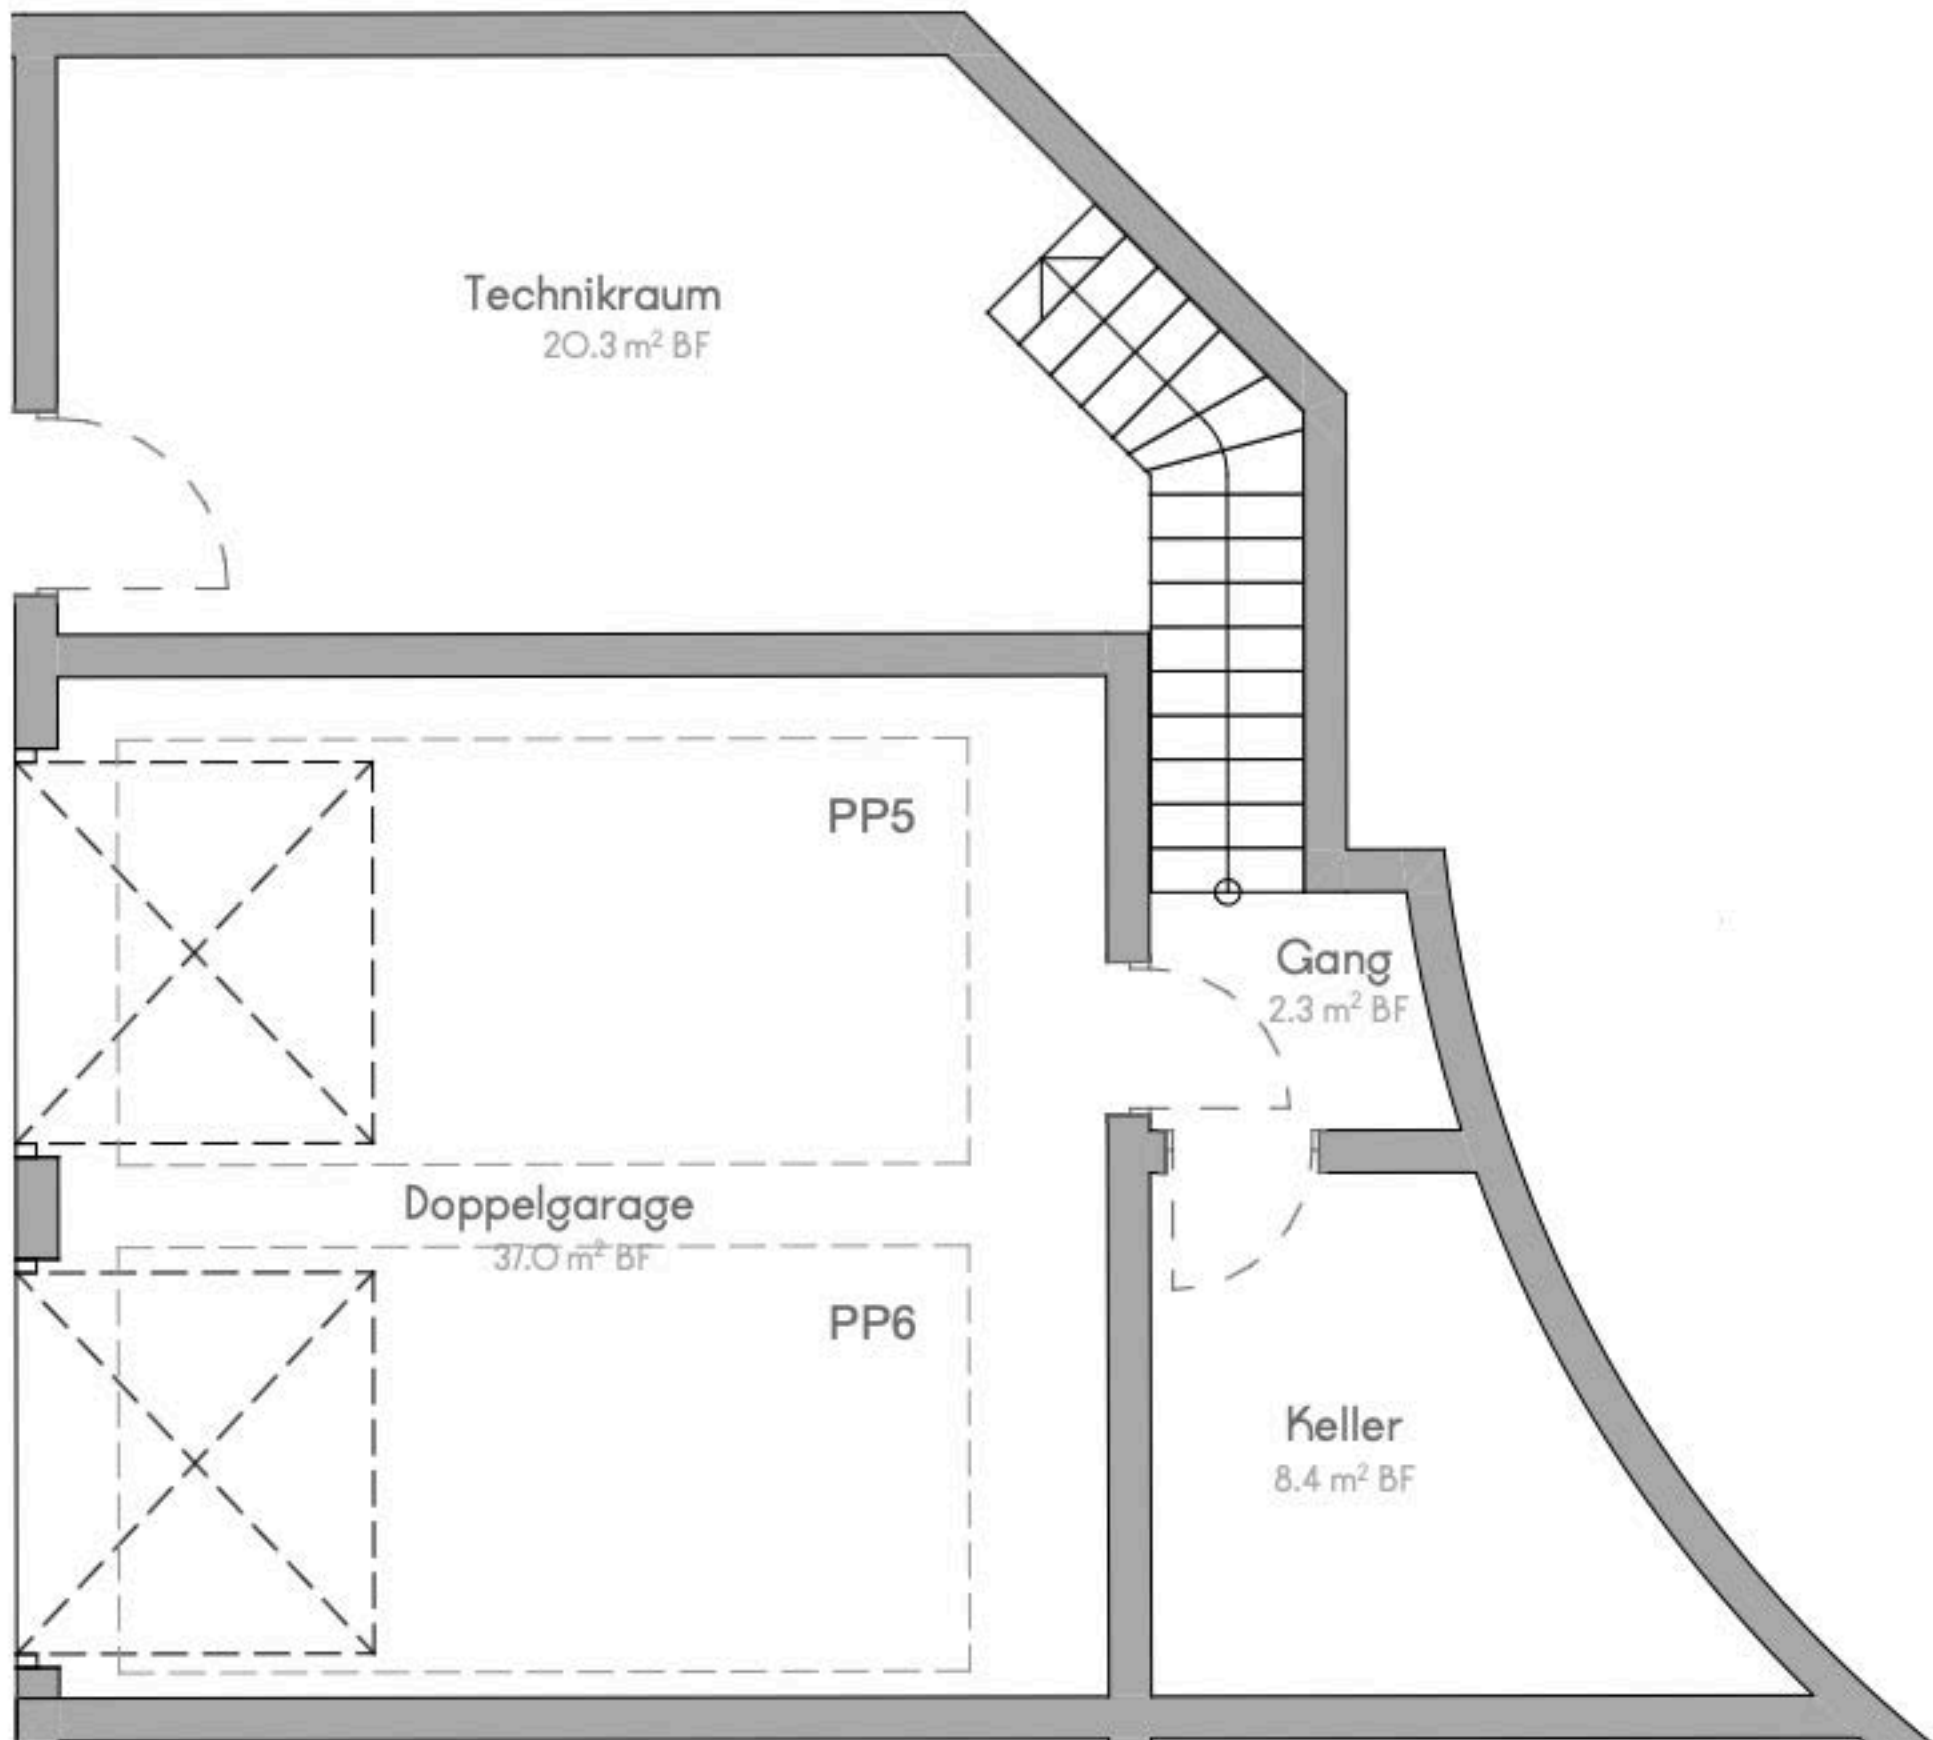 Technikraum
20.3 m² BF
PP5
Gang
2.3 m² BF
Doppelgarage
37.0 m² BF
PP6
Keller
8.4 m² BF